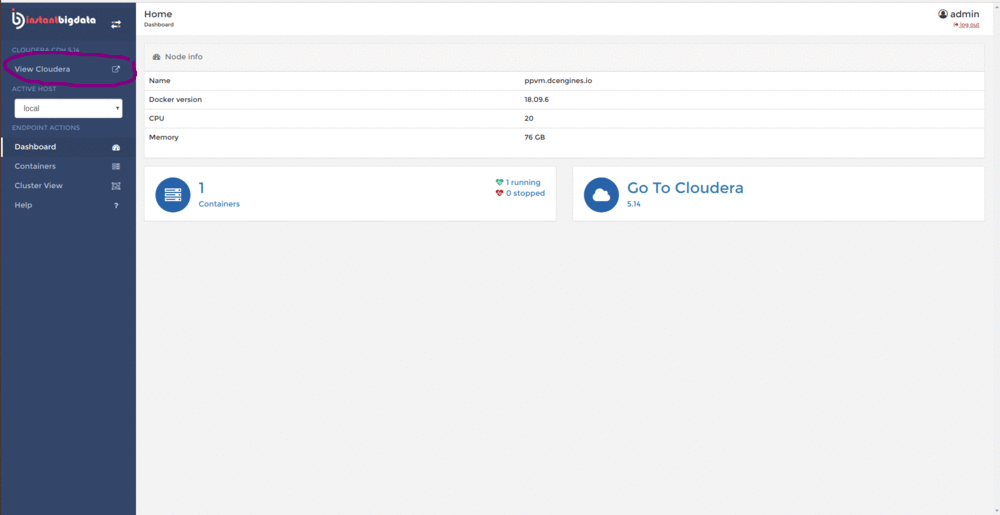 instantbigdata
CLOUDERA CDH 5.14
View Cloudera
ACTIVE HOST
local
ENDPOINT ACTIONS
Dashboard
Containers
Cluster View
Help
?
Home
Dashboard
admin
log out
Node info
Name ppvm.dcengines.io
Docker version 18.09.6
CPU 20
Memory 76 GB
1
Containers
1 running
0 stopped
Go To Cloudera
5.14